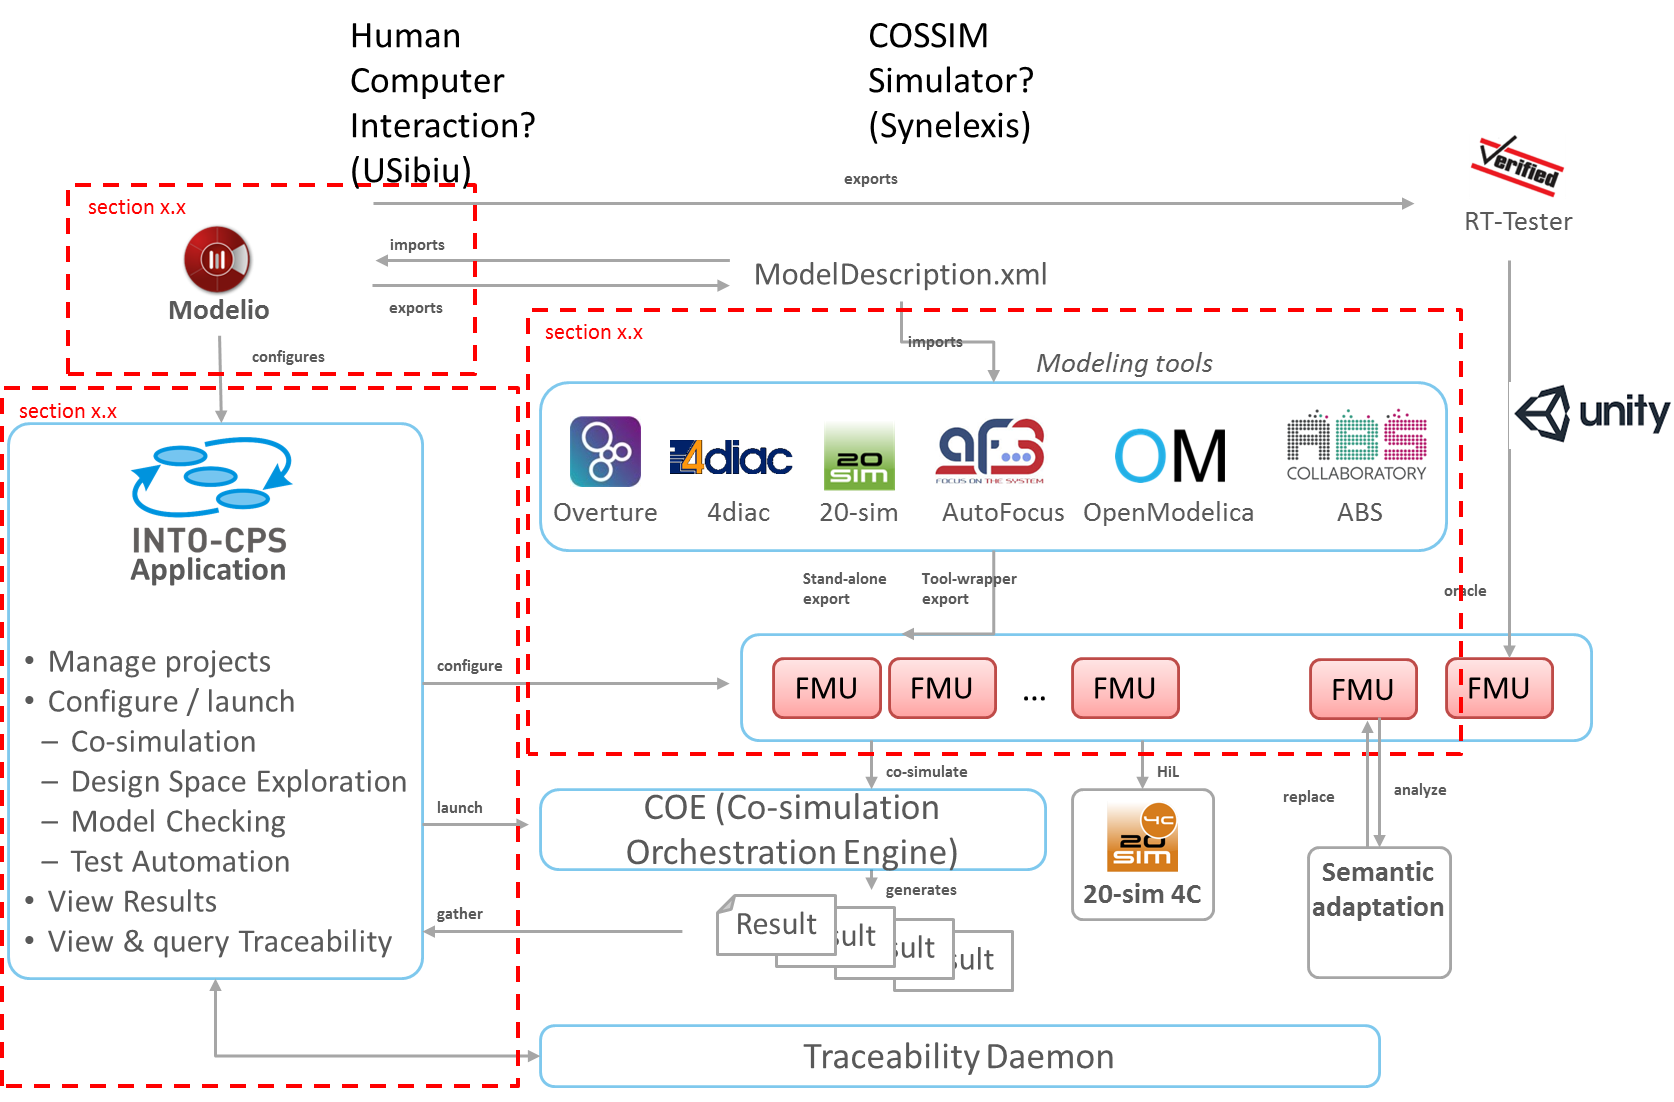 Human
Computer
Interaction?
(USibiu)
COSSIM
Simulator?
(Synelexis)
exports
Verified
RT-Tester
section x.x
Modelio
imports
exports
ModelDescription.xml
configures
section x.x
imports
Modeling tools
Overture
4diac
4diac
20
sim
20-sim
AF3
FOCUS ON THE SYSTEM
AutoFocus
OM
OpenModelica
ABS
COLLABORATORY
ABS
unity
section x.x
INTO-CPS
Application
• Manage projects
• Configure / launch
– Co-simulation
– Design Space Exploration
– Model Checking
– Test Automation
• View Results
• View & query Traceability
Stand-alone
export
Tool-wrapper
export
oracle
configure
FMU
FMU
...
FMU
FMU
FMU
co-simulate
HiL
replace
analyze
launch
COE (Co-simulation
Orchestration Engine)
4C
20
sim
20-sim 4C
Semantic
adaptation
generates
gather
Result
sult
sult
sult
Traceability Daemon